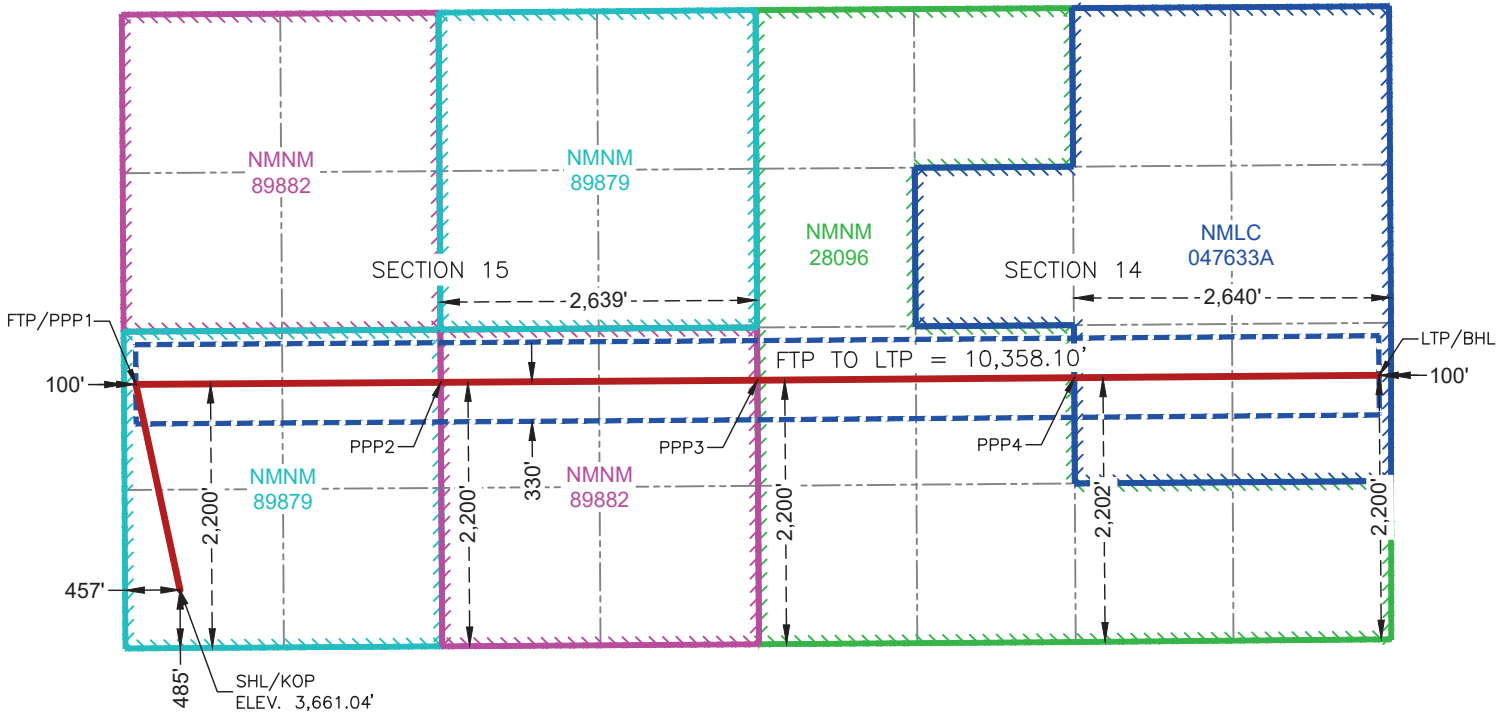 NMNM
89882
NMNM
89879
NMNM
28096
NMLC
047633A
SECTION 15
SECTION 14
2,639'
2,640'
FTP/PPP1
LTP/BHL
FTP TO LTP = 10,358.10'
100'
100'
PPP2
PPP3
PPP4
NMNM
89879
NMNM
89882
2,200'
2,200'
330'
2,200'
2,202'
2,200'
457'
485'
SHL/KOP
ELEV. 3,661.04'